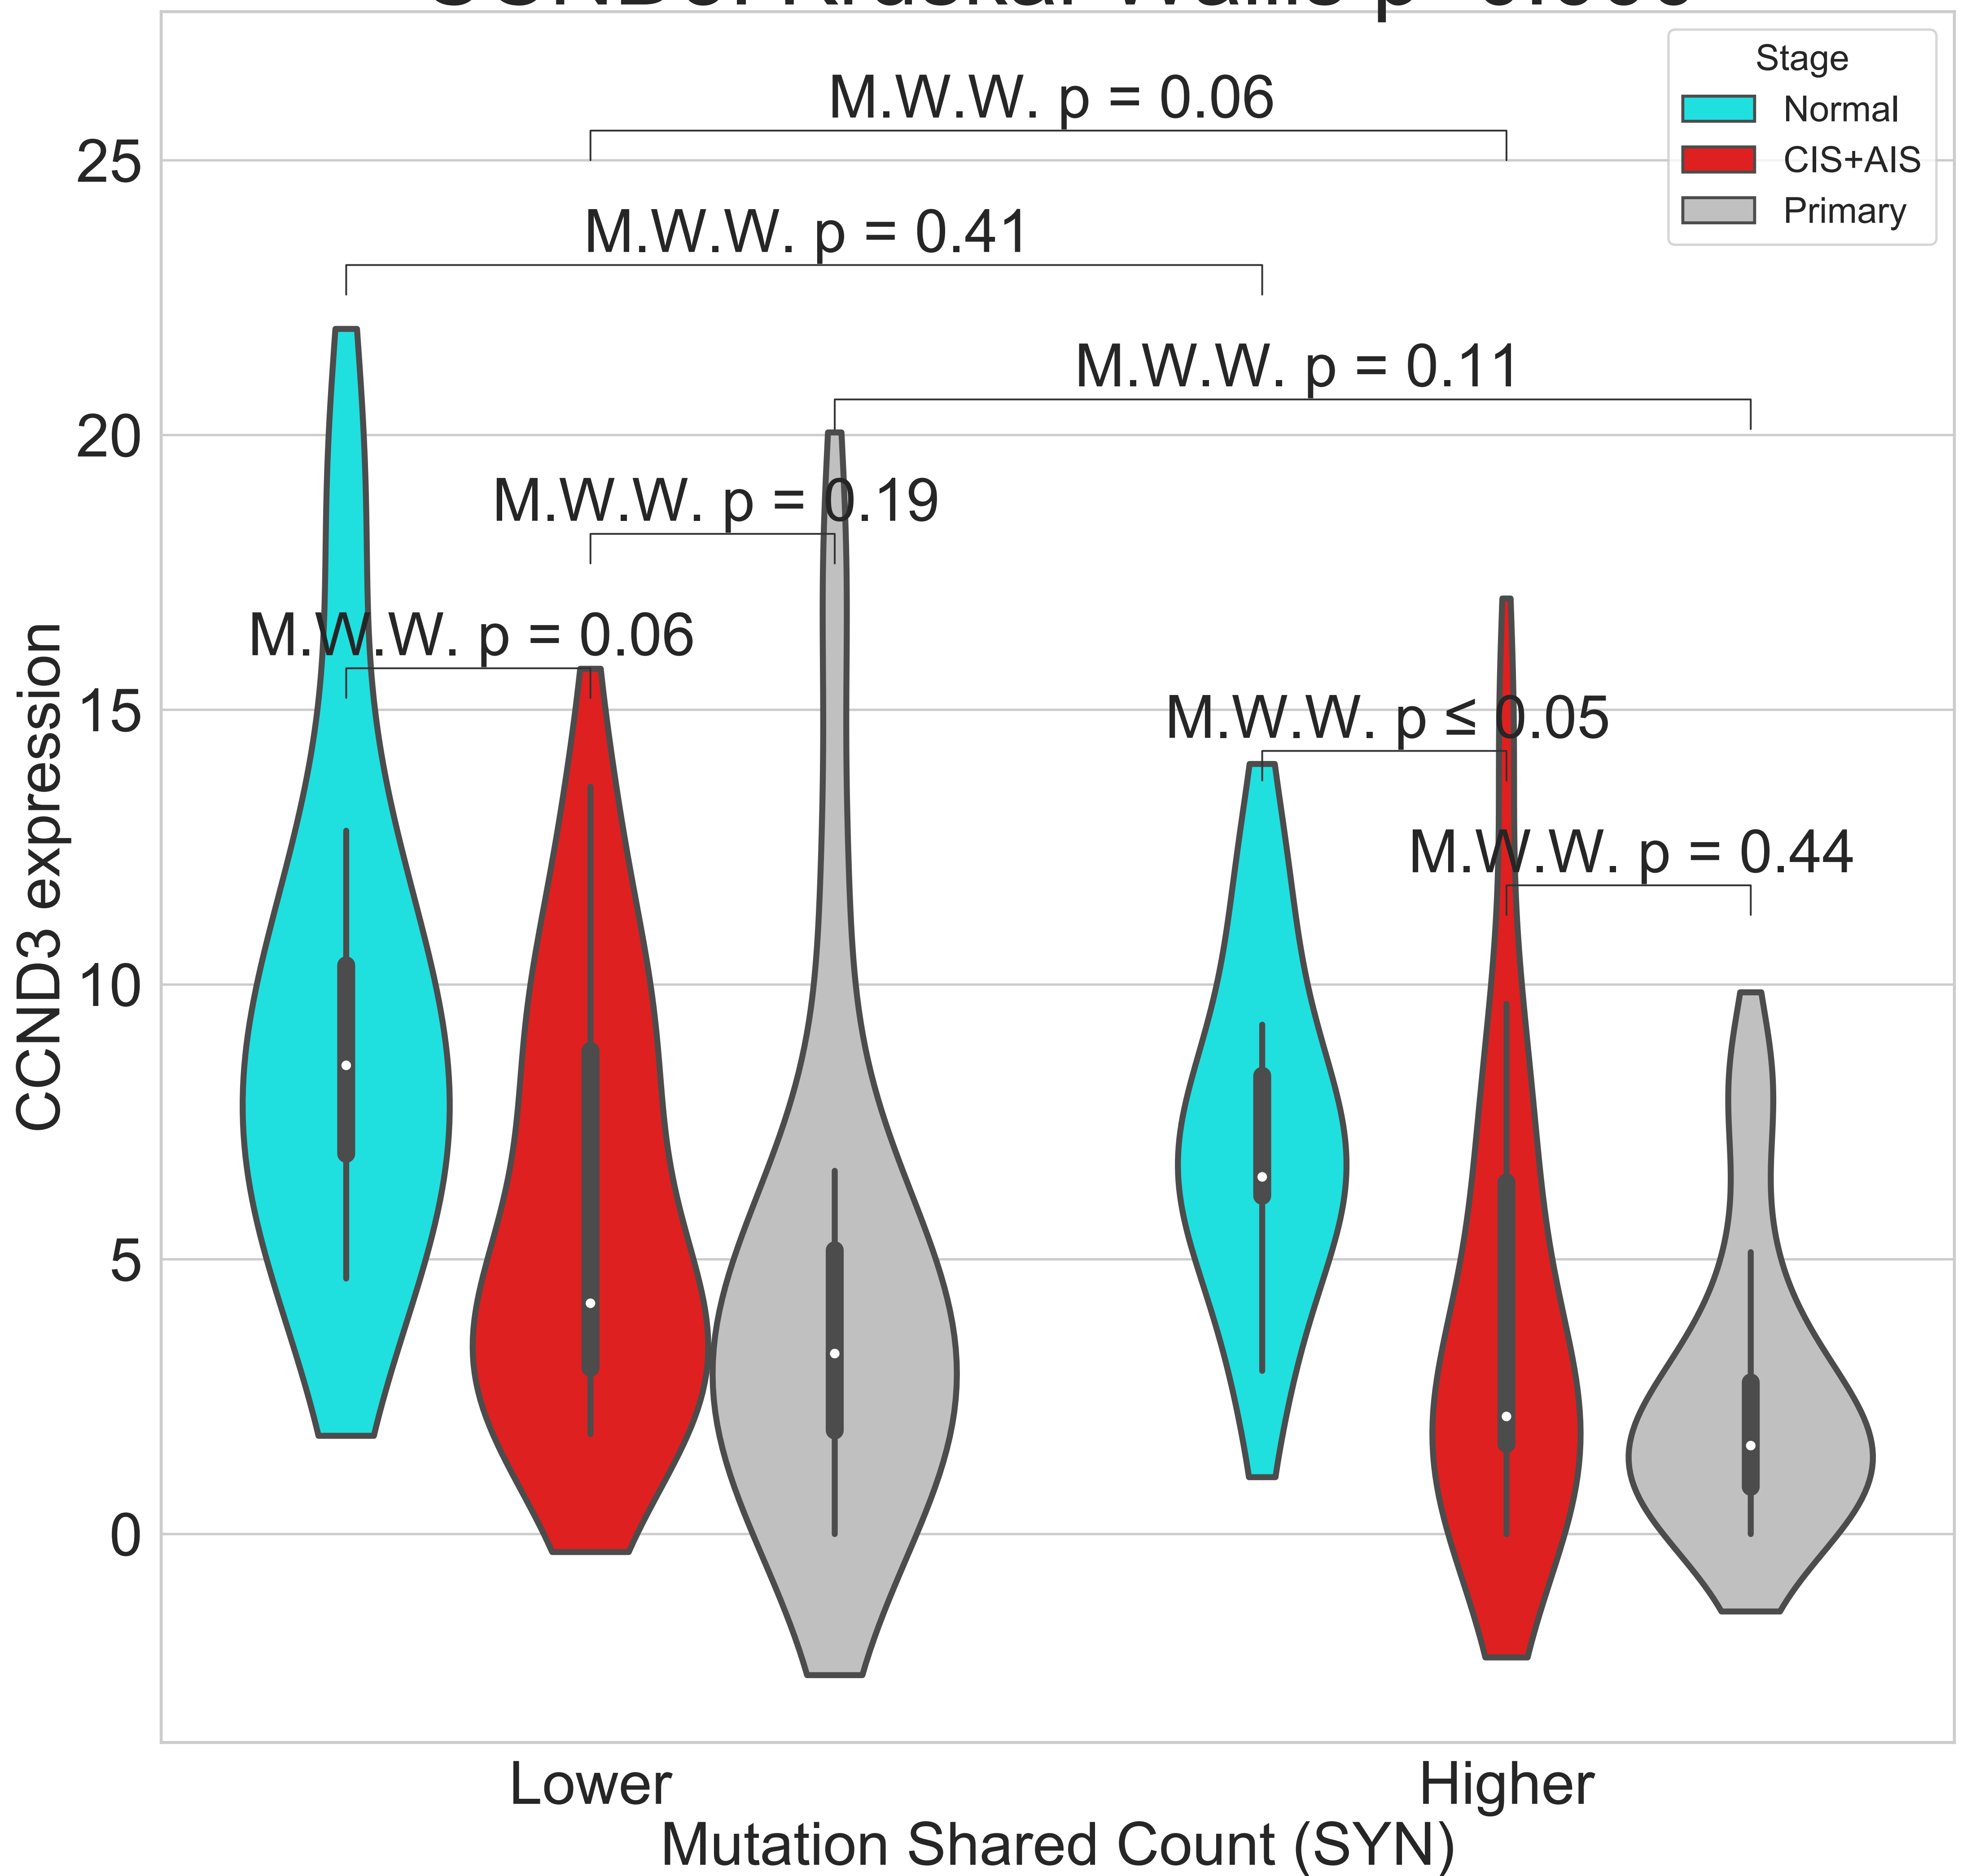 Stage
Normal
CIS+AIS
Primary
M.W.W. p = 0.06
M.W.W. p = 0.41
M.W.W. p = 0.11
M.W.W. p = 0.19
M.W.W. p = 0.06
M.W.W. p ≤ 0.05
M.W.W. p = 0.44
25
20
15
10
5
0
CCND3 expression
Lower
Higher
Mutation Shared Count (SYN)